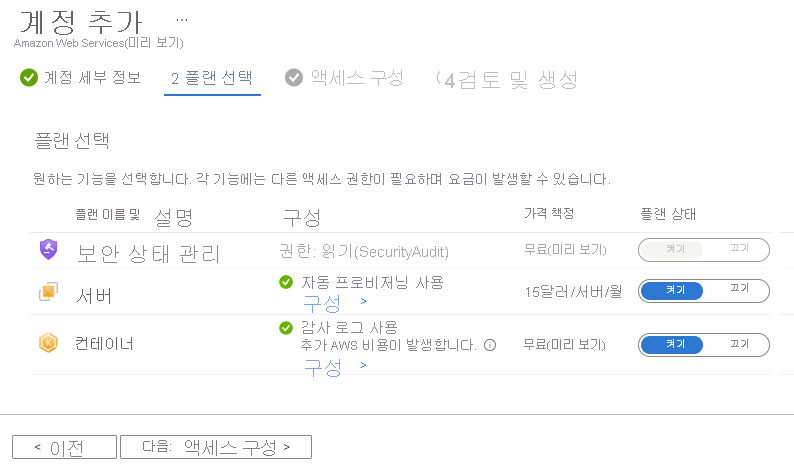 계정 추가 ...
Amazon Web Services(미리 보기)
계정 세부 정보 2 플랜 선택 액세스 구성 (4검토 및 생성
플랜 선택
원하는 기능을 선택합니다. 각 기능에는 다른 액세스 권한이 필요하며 요금이 발생할 수 있습니다.
플랜 이름 및 설명 구성 가격 책정 플랜 상태
보안 상태 관리 권한: 읽기(SecurityAudit) 무료(미리 보기) 켜기 끄기
서버 자동 프로비저닝 사용 15달러/서버/월 켜기 끄기
구성 >
컨테이너 감사 로그 사용 무료(미리 보기) 켜기 끄기
추가 AWS 비용이 발생합니다.
구성 >
< 이전 다음: 액세스 구성 >